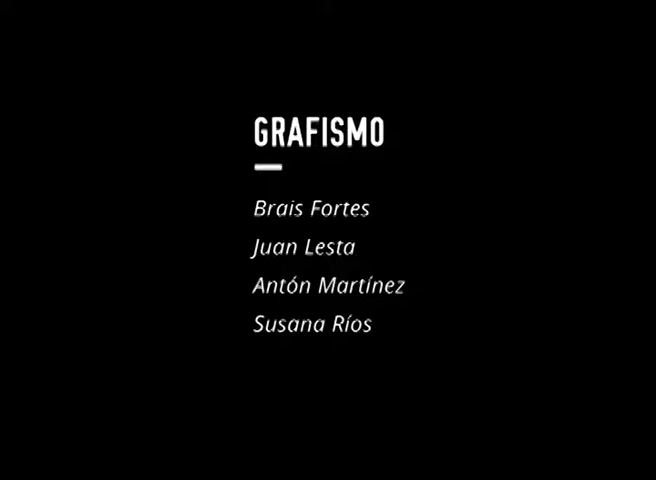 GRAFISMO
Brais Fortes
Juan Lesta
Antón Martínez
Susana Ríos